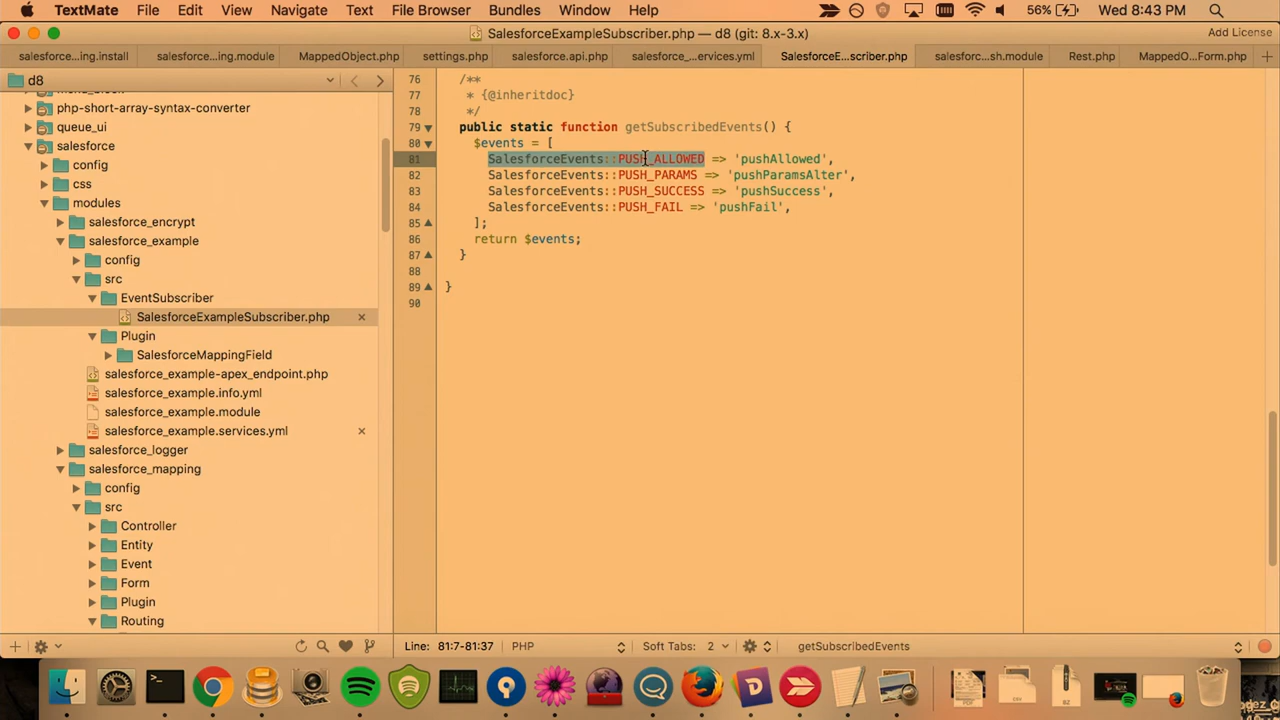 TextMate File Edit View Navigate Text File Browser Bundles Window Help 56% Wed 8:43 PM
SalesforceExampleSubscriber.php — d8 (git: 8.x-3.x) Add License
salesforce...ing.install salesforce...ing.module MappedObject.php settings.php salesforce.api.php salesforce_...ervices.yml SalesforceE...scriber.php salesforc...sh.module Rest.php MappedO...Form.php
d8
php-short-array-syntax-converter
queue_ui
salesforce
config
css
modules
salesforce_encrypt
salesforce_example
config
src
EventSubscriber
SalesforceExampleSubscriber.php
Plugin
SalesforceMappingField
salesforce_example-apex_endpoint.php
salesforce_example.info.yml
salesforce_example.module
salesforce_example.services.yml
salesforce_logger
salesforce_mapping
config
src
Controller
Entity
Event
Form
Plugin
Routing
76 /**
77 * {@inheritdoc}
78 */
79 public static function getSubscribedEvents() {
80 $events = [
81 SalesforceEvents::PUSH_ALLOWED => 'pushAllowed',
82 SalesforceEvents::PUSH_PARAMS => 'pushParamsAlter',
83 SalesforceEvents::PUSH_SUCCESS => 'pushSuccess',
84 SalesforceEvents::PUSH_FAIL => 'pushFail',
85 ];
86 return $events;
87 }
88
89 }
90
Line: 81:7-81:37 PHP Soft Tabs: 2 getSubscribedEvents